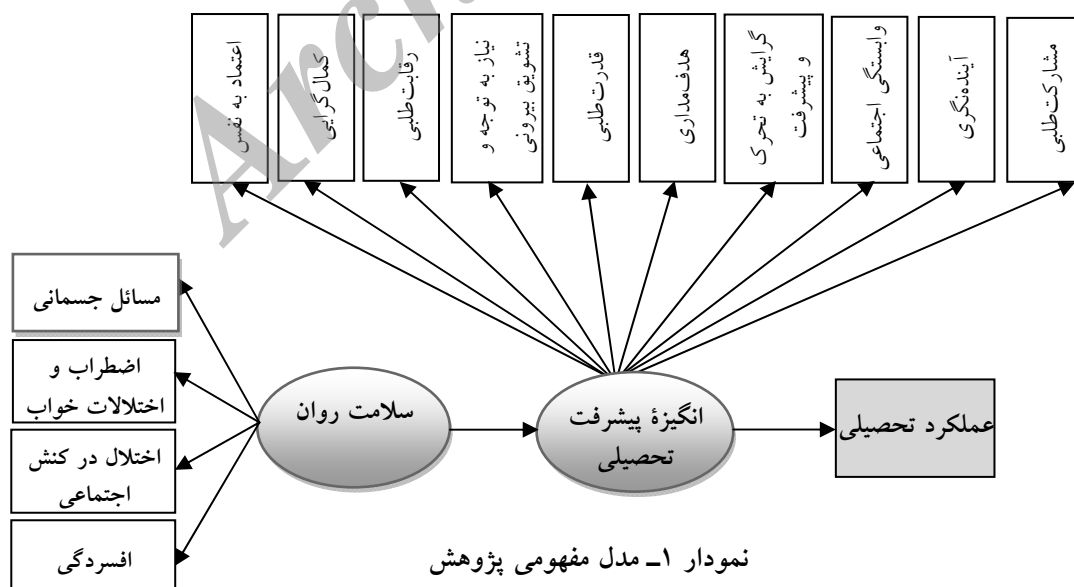 مشارکت‌طلبی
آینده‌نگری
وابستگی اجتماعی
گرایش به تحرک
و پیشرفت
هدف‌مداری
قدرت‌طلبی
نیاز به توجه و
تشویق بیرونی
رقابت‌طلبی
کمال‌گرایی
اعتماد به نفس
مسائل جسمانی
اضطراب و
اختلالات خواب
اختلال در کنش
اجتماعی
افسردگی
سلامت روان
انگیزهٔ پیشرفت
تحصیلی
عملکرد تحصیلی
نمودار ۱ـ مدل مفهومی پژوهش